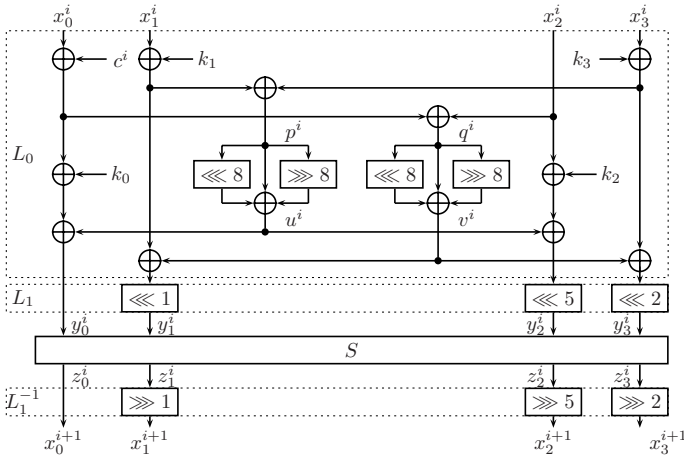 x_0^i x_1^i x_2^i x_3^i
c^i k_1 k_3
p^i q^i
L_0 ⋘ 8 ⋙ 8 ⋘ 8 ⋙ 8
k_0 k_2
u^i v^i
L_1 ⋘ 1 ⋘ 5 ⋘ 2
y_0^i y_1^i y_2^i y_3^i
S
z_0^i z_1^i z_2^i z_3^i
L_1^{-1} ⋙ 1 ⋙ 5 ⋙ 2
x_0^{i+1} x_1^{i+1} x_2^{i+1} x_3^{i+1}